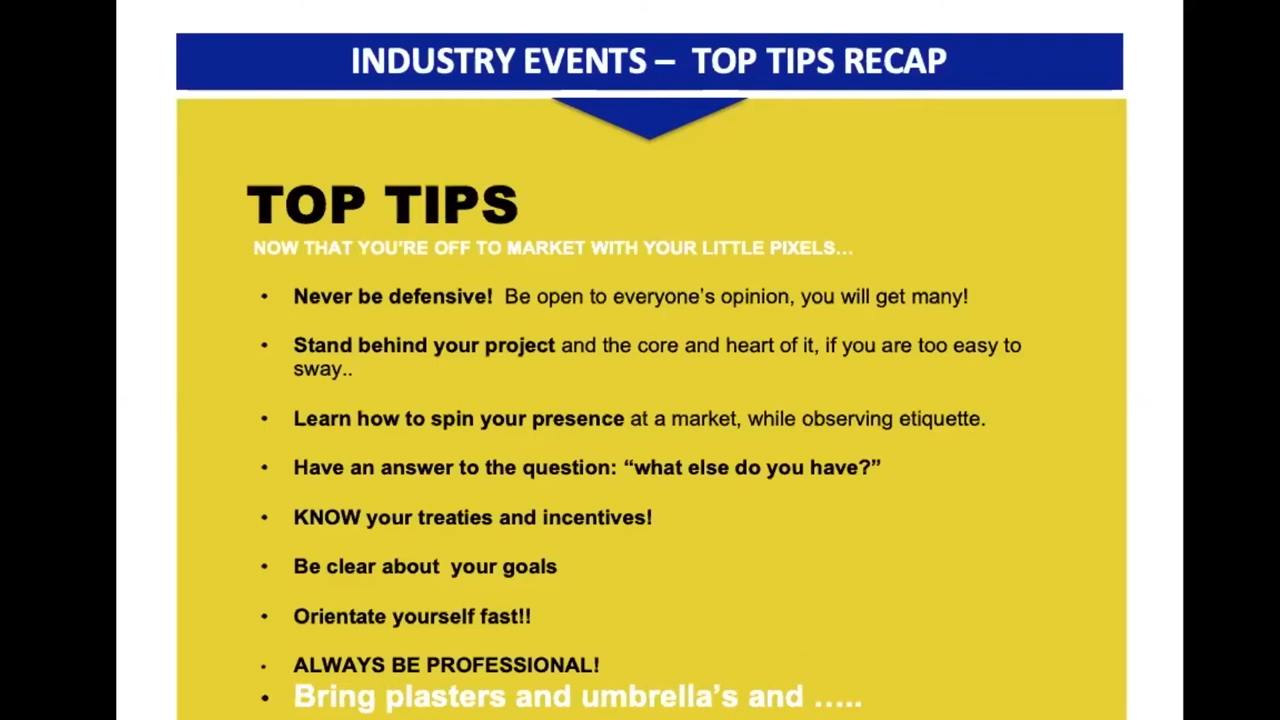 INDUSTRY EVENTS – TOP TIPS RECAP
TOP TIPS
NOW THAT YOU'RE OFF TO MARKET WITH YOUR LITTLE PIXELS...
• Never be defensive! Be open to everyone's opinion, you will get many!
• Stand behind your project and the core and heart of it, if you are too easy to
sway..
• Learn how to spin your presence at a market, while observing etiquette.
• Have an answer to the question: “what else do you have?”
• KNOW your treaties and incentives!
• Be clear about your goals
• Orientate yourself fast!!
• ALWAYS BE PROFESSIONAL!
• Bring plasters and umbrella's and …..